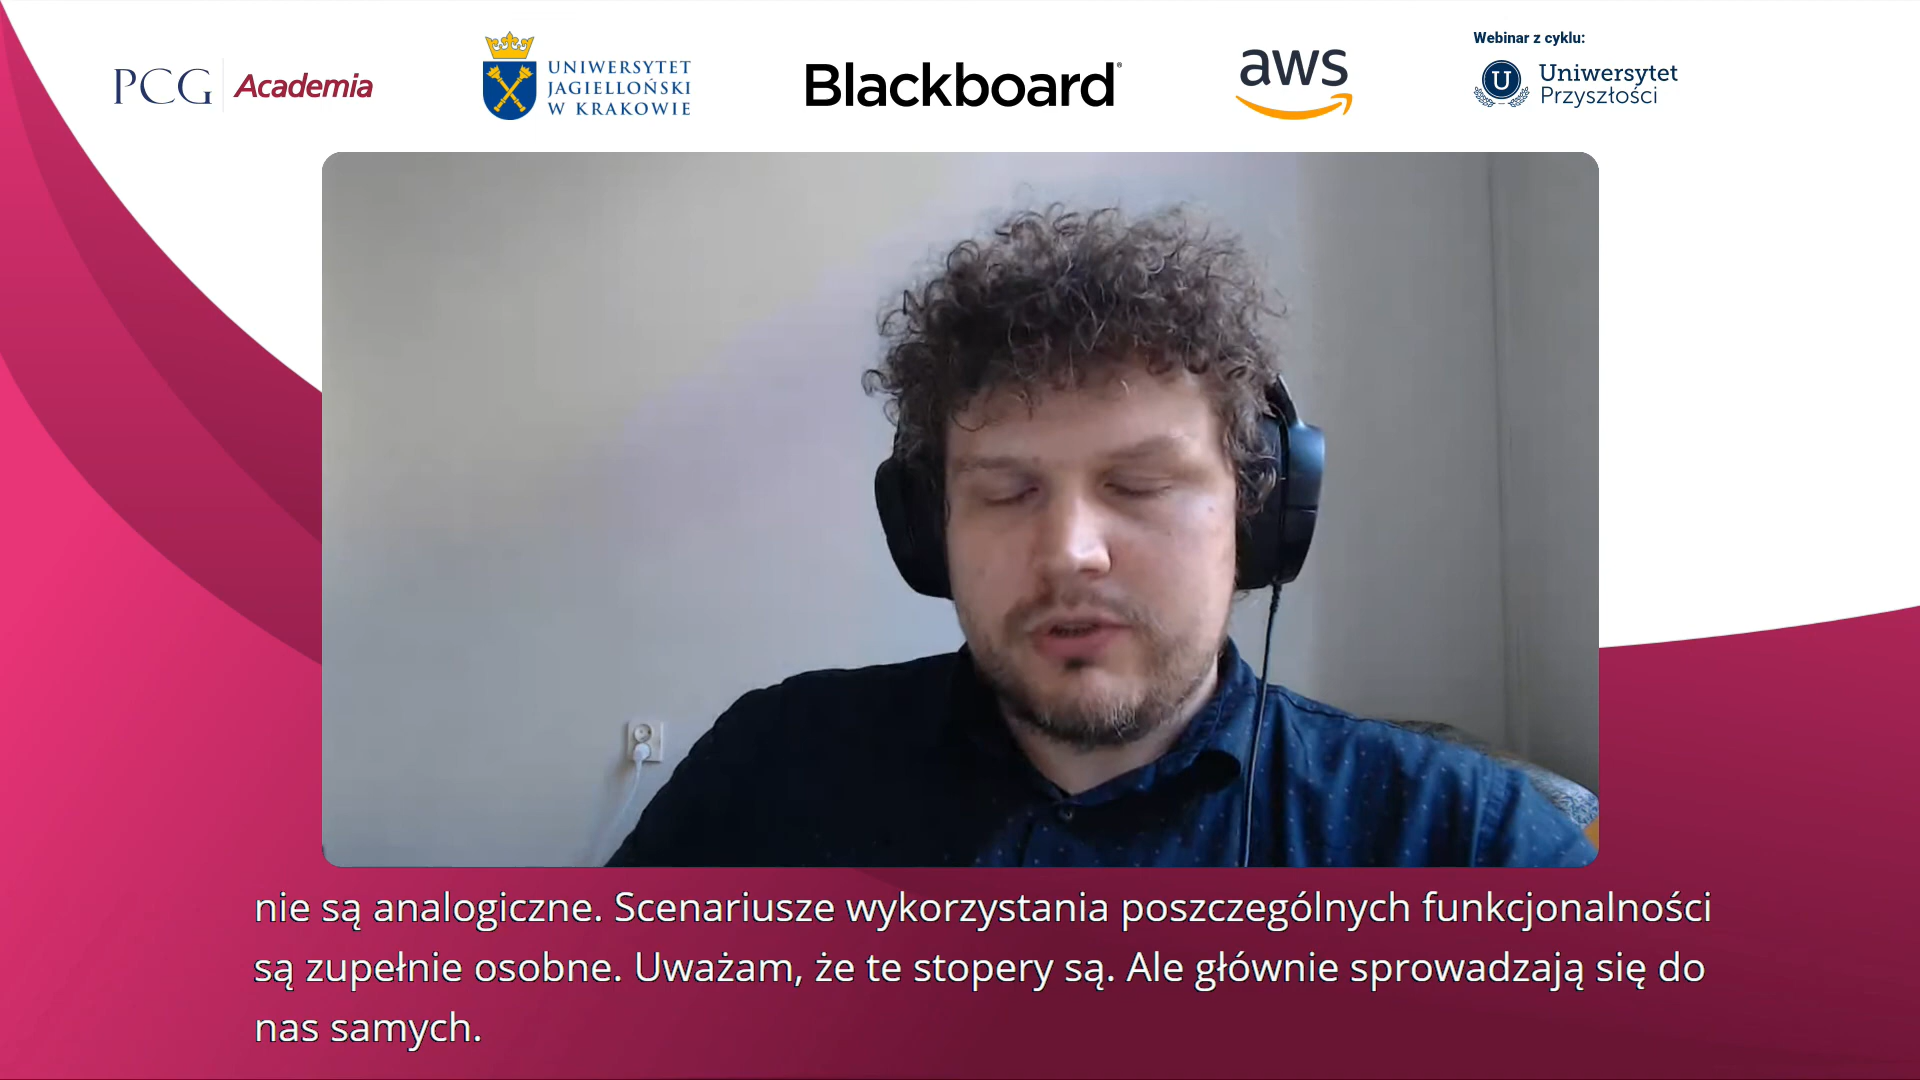 PCG Academia
UNIWERSYTET
JAGIELLOŃSKI
W KRAKOWIE
Blackboard®
aws
Webinar z cyklu:
U
Uniwersytet
Przyszłości
nie są analogiczne. Scenariusze wykorzystania poszczególnych funkcjonalności
są zupełnie osobne. Uważam, że te stopery są. Ale głównie sprowadzają się do
nas samych.